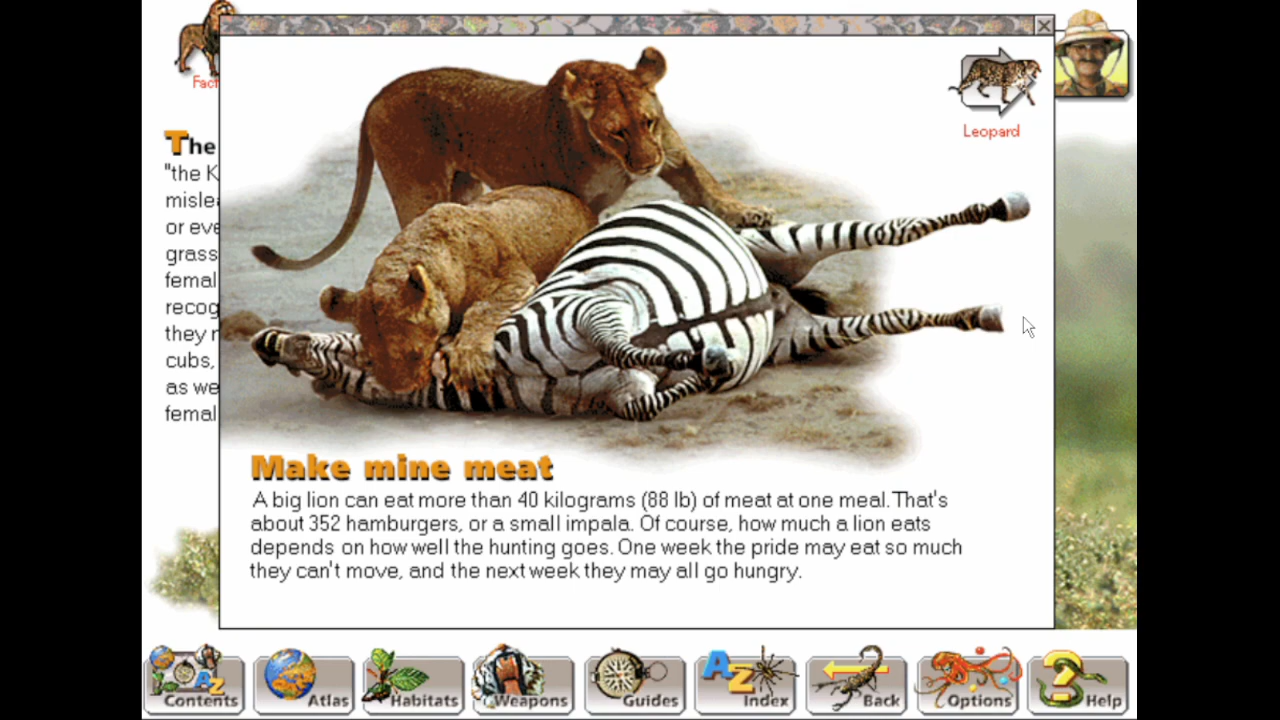 Fact
Leopard
The
"the K
mislea
or eve
grass
femal
recog
they r
cubs,
as we
femal
Make mine meat
A big lion can eat more than 40 kilograms (88 lb) of meat at one meal. That's
about 352 hamburgers, or a small impala. Of course, how much a lion eats
depends on how well the hunting goes. One week the pride may eat so much
they can't move, and the next week they may all go hungry.
Contents
Atlas
Habitats
Weapons
Guides
AZ
Index
Back
Options
Help